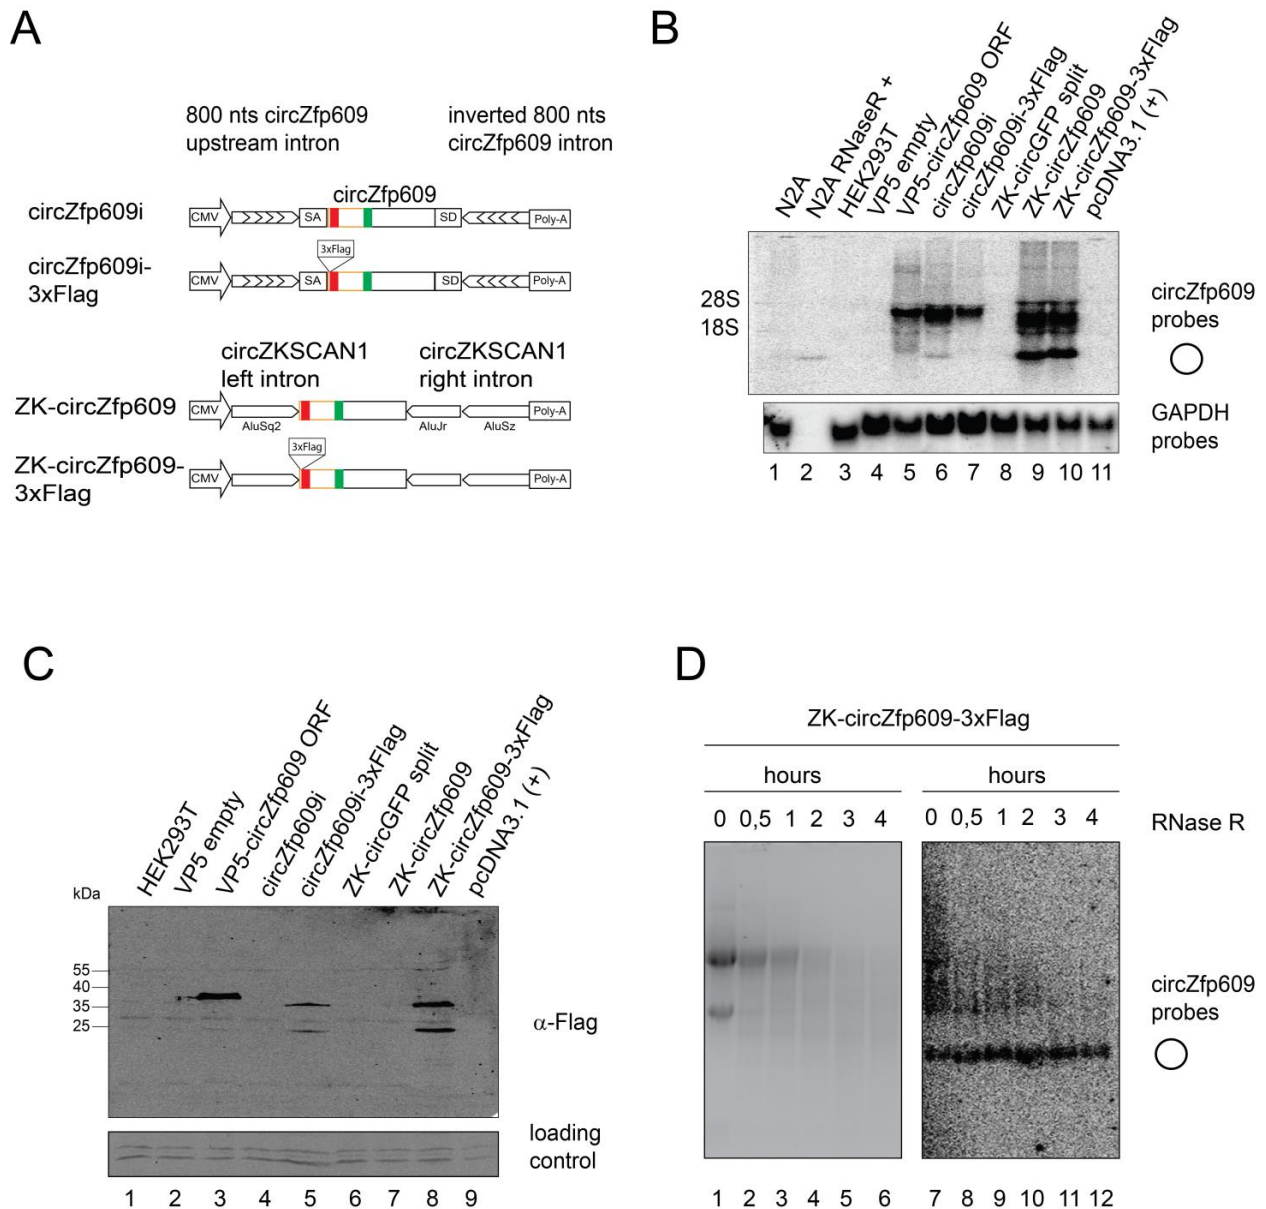 A
800 nts circZfp609
upstream intron
inverted 800 nts
circZfp609 intron
circZfp609
circZfp609i
CMV
SA
SD
Poly-A
3xFlag
circZfp609i-
3xFlag
CMV
SA
SD
Poly-A
circZKSCAN1
left intron
circZKSCAN1
right intron
ZK-circZfp609
CMV
Poly-A
AluSq2
AluJr
AluSz
3xFlag
ZK-circZfp609-
3xFlag
CMV
Poly-A
B
N2A
N2A RNaseR +
HEK293T
VP5 empty
VP5-circZfp609 ORF
circZfp609i
circZfp609i-3xFlag
ZK-circGFP split
ZK-circZfp609
ZK-circZfp609-3xFlag
pcDNA3.1 (+)
28S
18S
circZfp609
probes
GAPDH
probes
1 2 3 4 5 6 7 8 9 10 11
C
HEK293T
VP5 empty
VP5-circZfp609 ORF
circZfp609i
circZfp609i-3xFlag
ZK-circGFP split
ZK-circZfp609
ZK-circZfp609-3xFlag
pcDNA3.1 (+)
kDa
55
40
35
25
α-Flag
loading
control
1 2 3 4 5 6 7 8 9
D
ZK-circZfp609-3xFlag
hours
hours
0 0,5 1 2 3 4
0 0,5 1 2 3 4
RNase R
circZfp609
probes
1 2 3 4 5 6
7 8 9 10 11 12